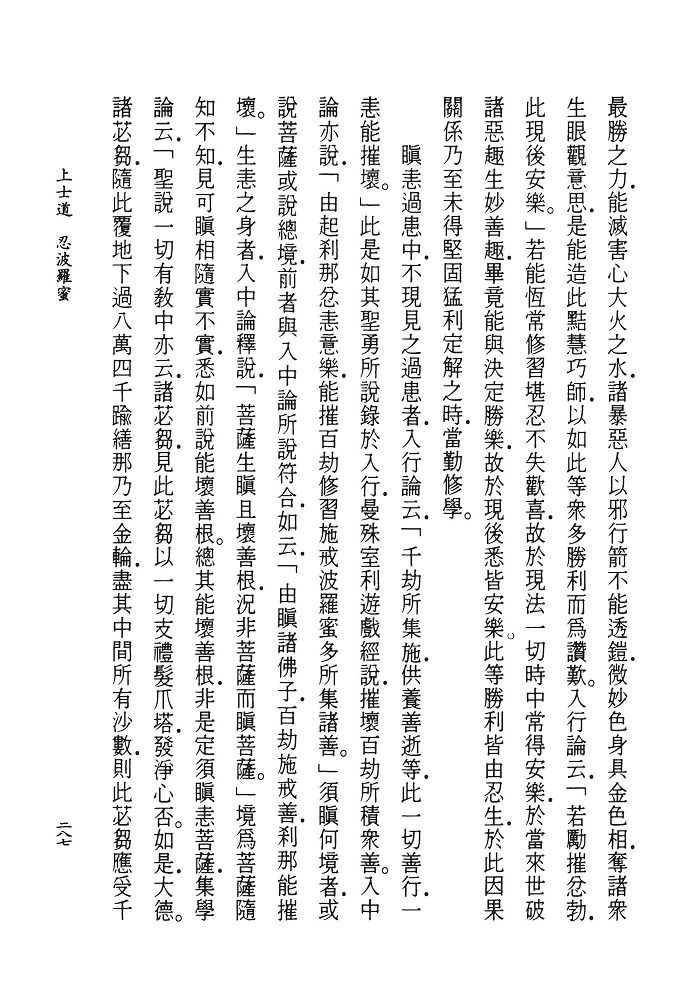 最勝之力，能滅害心大火之水。諸暴惡人以邪行箭不能透鎧，微妙色身具金色相，奪諸衆
生眼觀意思，是能造此黠慧巧師，以如此等衆多勝利而爲讚歎。入行論云，「若勵摧忿勃，
此現後安樂。」若能恆常修習堪忍不失歡喜，故於現法一切時中常得安樂，於當來世破
諸惡趣生妙善趣，畢竟能與決定勝樂，故於現後悉皆安樂。此等勝利皆由忍生，於此因果
關係乃至未得堅固猛利定解之時，當勤修學。
瞋恚過患中，不現見之過患者，入行論云，「千劫所集施，供養善逝等，此一切善行，一
恚能摧壞。」此是如其聖勇所說錄於入行，曼殊室利遊戲經說，摧壞百劫所積衆善。入中
論亦說，「由起刹那忿恚意樂，能摧百劫修習施戒波羅蜜多所集諸善。」須瞋何境者，或
說菩薩或說總境，前者與入中論所說符合，如云，「由瞋諸佛子，百劫施戒善，刹那能摧
壞。」生恚之身者，入中論釋說，「菩薩生瞋且壞善根，況非菩薩而瞋菩薩。」境爲菩薩隨
知不知，見可瞋相隨實不實，悉如前說能壞善根。總其能壞善根，非是定須瞋恚菩薩，集學
論云，「聖說一切有敎中亦云，諸苾芻，見此苾芻以一切支禮髮爪塔，發淨心否。如是，大德。
諸苾芻，隨此覆地下過八萬四千踰繕那乃至金輪，盡其中間所有沙數，則此苾芻應受千
上士道　忍波羅蜜
二八七